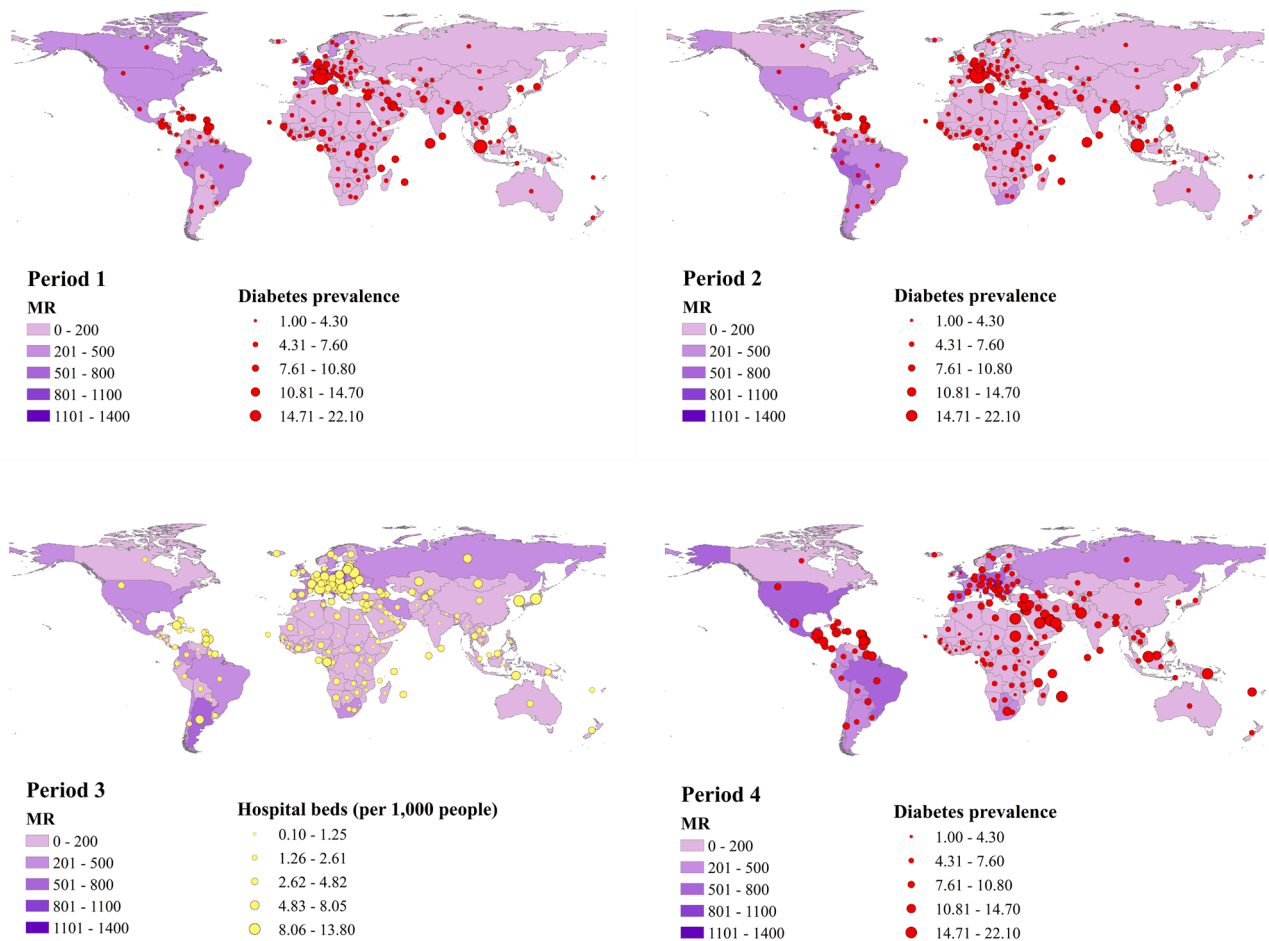 Period 1
MR
0 - 200
201 - 500
501 - 800
801 - 1100
1101 - 1400
Diabetes prevalence
1.00 - 4.30
4.31 - 7.60
7.61 - 10.80
10.81 - 14.70
14.71 - 22.10
Period 2
MR
0 - 200
201 - 500
501 - 800
801 - 1100
1101 - 1400
Diabetes prevalence
1.00 - 4.30
4.31 - 7.60
7.61 - 10.80
10.81 - 14.70
14.71 - 22.10
Period 3
MR
0 - 200
201 - 500
501 - 800
801 - 1100
1101 - 1400
Hospital beds (per 1,000 people)
0.10 - 1.25
1.26 - 2.61
2.62 - 4.82
4.83 - 8.05
8.06 - 13.80
Period 4
MR
0 - 200
201 - 500
501 - 800
801 - 1100
1101 - 1400
Diabetes prevalence
1.00 - 4.30
4.31 - 7.60
7.61 - 10.80
10.81 - 14.70
14.71 - 22.10